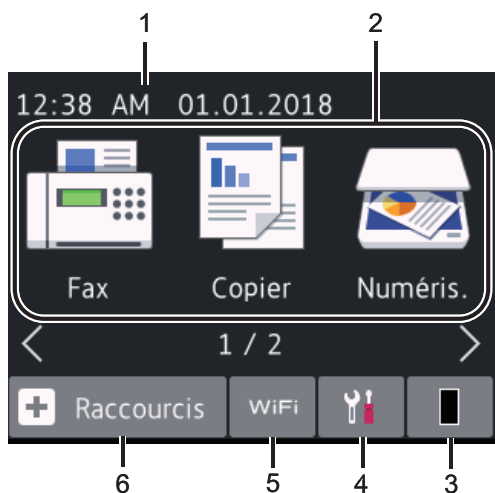 1 2
12:38 AM 01.01.2018
Fax Copier Numéris.
1 / 2
Raccourcis WiFi
6 5 4 3